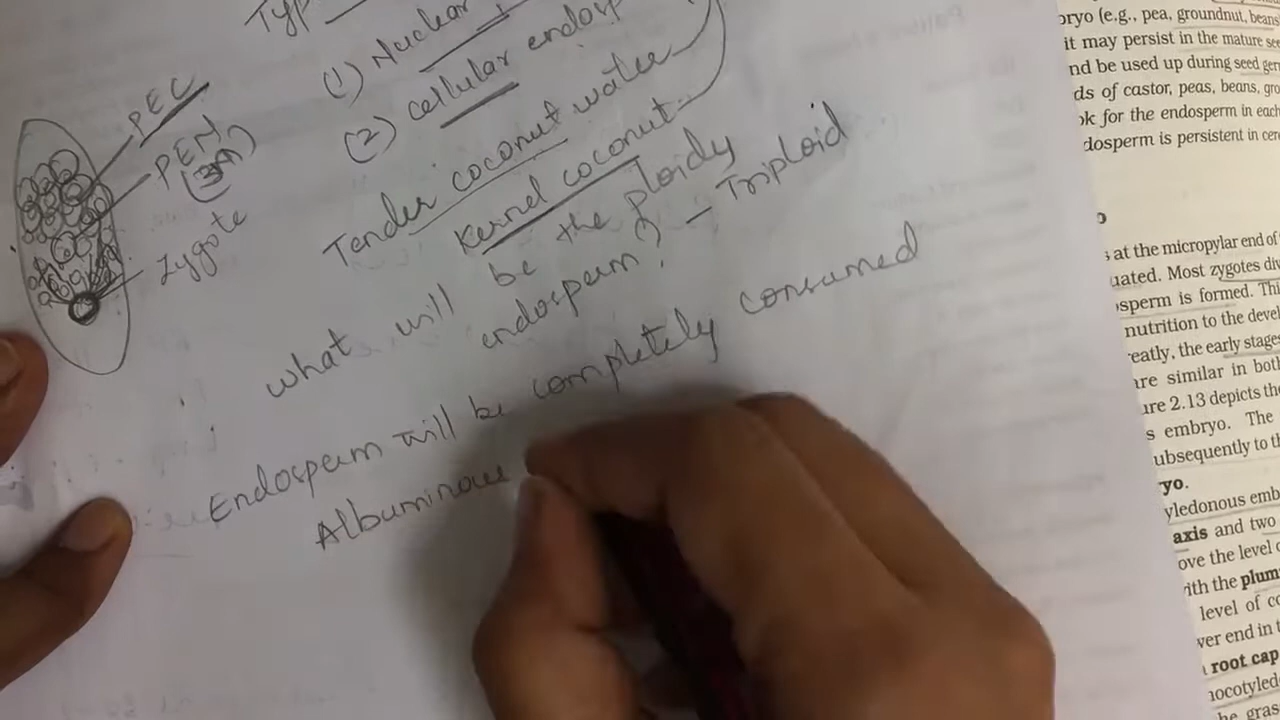 Typ
(1) Nuclear
(2) cellular endosp
Tender coconut water
Kernel coconut
what will be the ploidy
endosperm? - Triploid
Endosperm will be completely consumed
Albuminous
PEC
PEN
(3n)
Zygote
bryo (e.g., pea, groundnut, beans
it may persist in the mature see
nd be used up during seed ger
ds of castor, peas, beans, gro
ok for the endosperm in each
dosperm is persistent in cer
s at the micropylar end of
uated. Most zygotes div
osperm is formed. Thi
nutrition to the devel
eatly, the early stages
are similar in both
ure 2.13 depicts the
s embryo. The
ubsequently to th
yo.
yledonous emb
axis and two
ove the level o
ith the plum
level of co
wer end in t
root cap
nocotyled
he gras